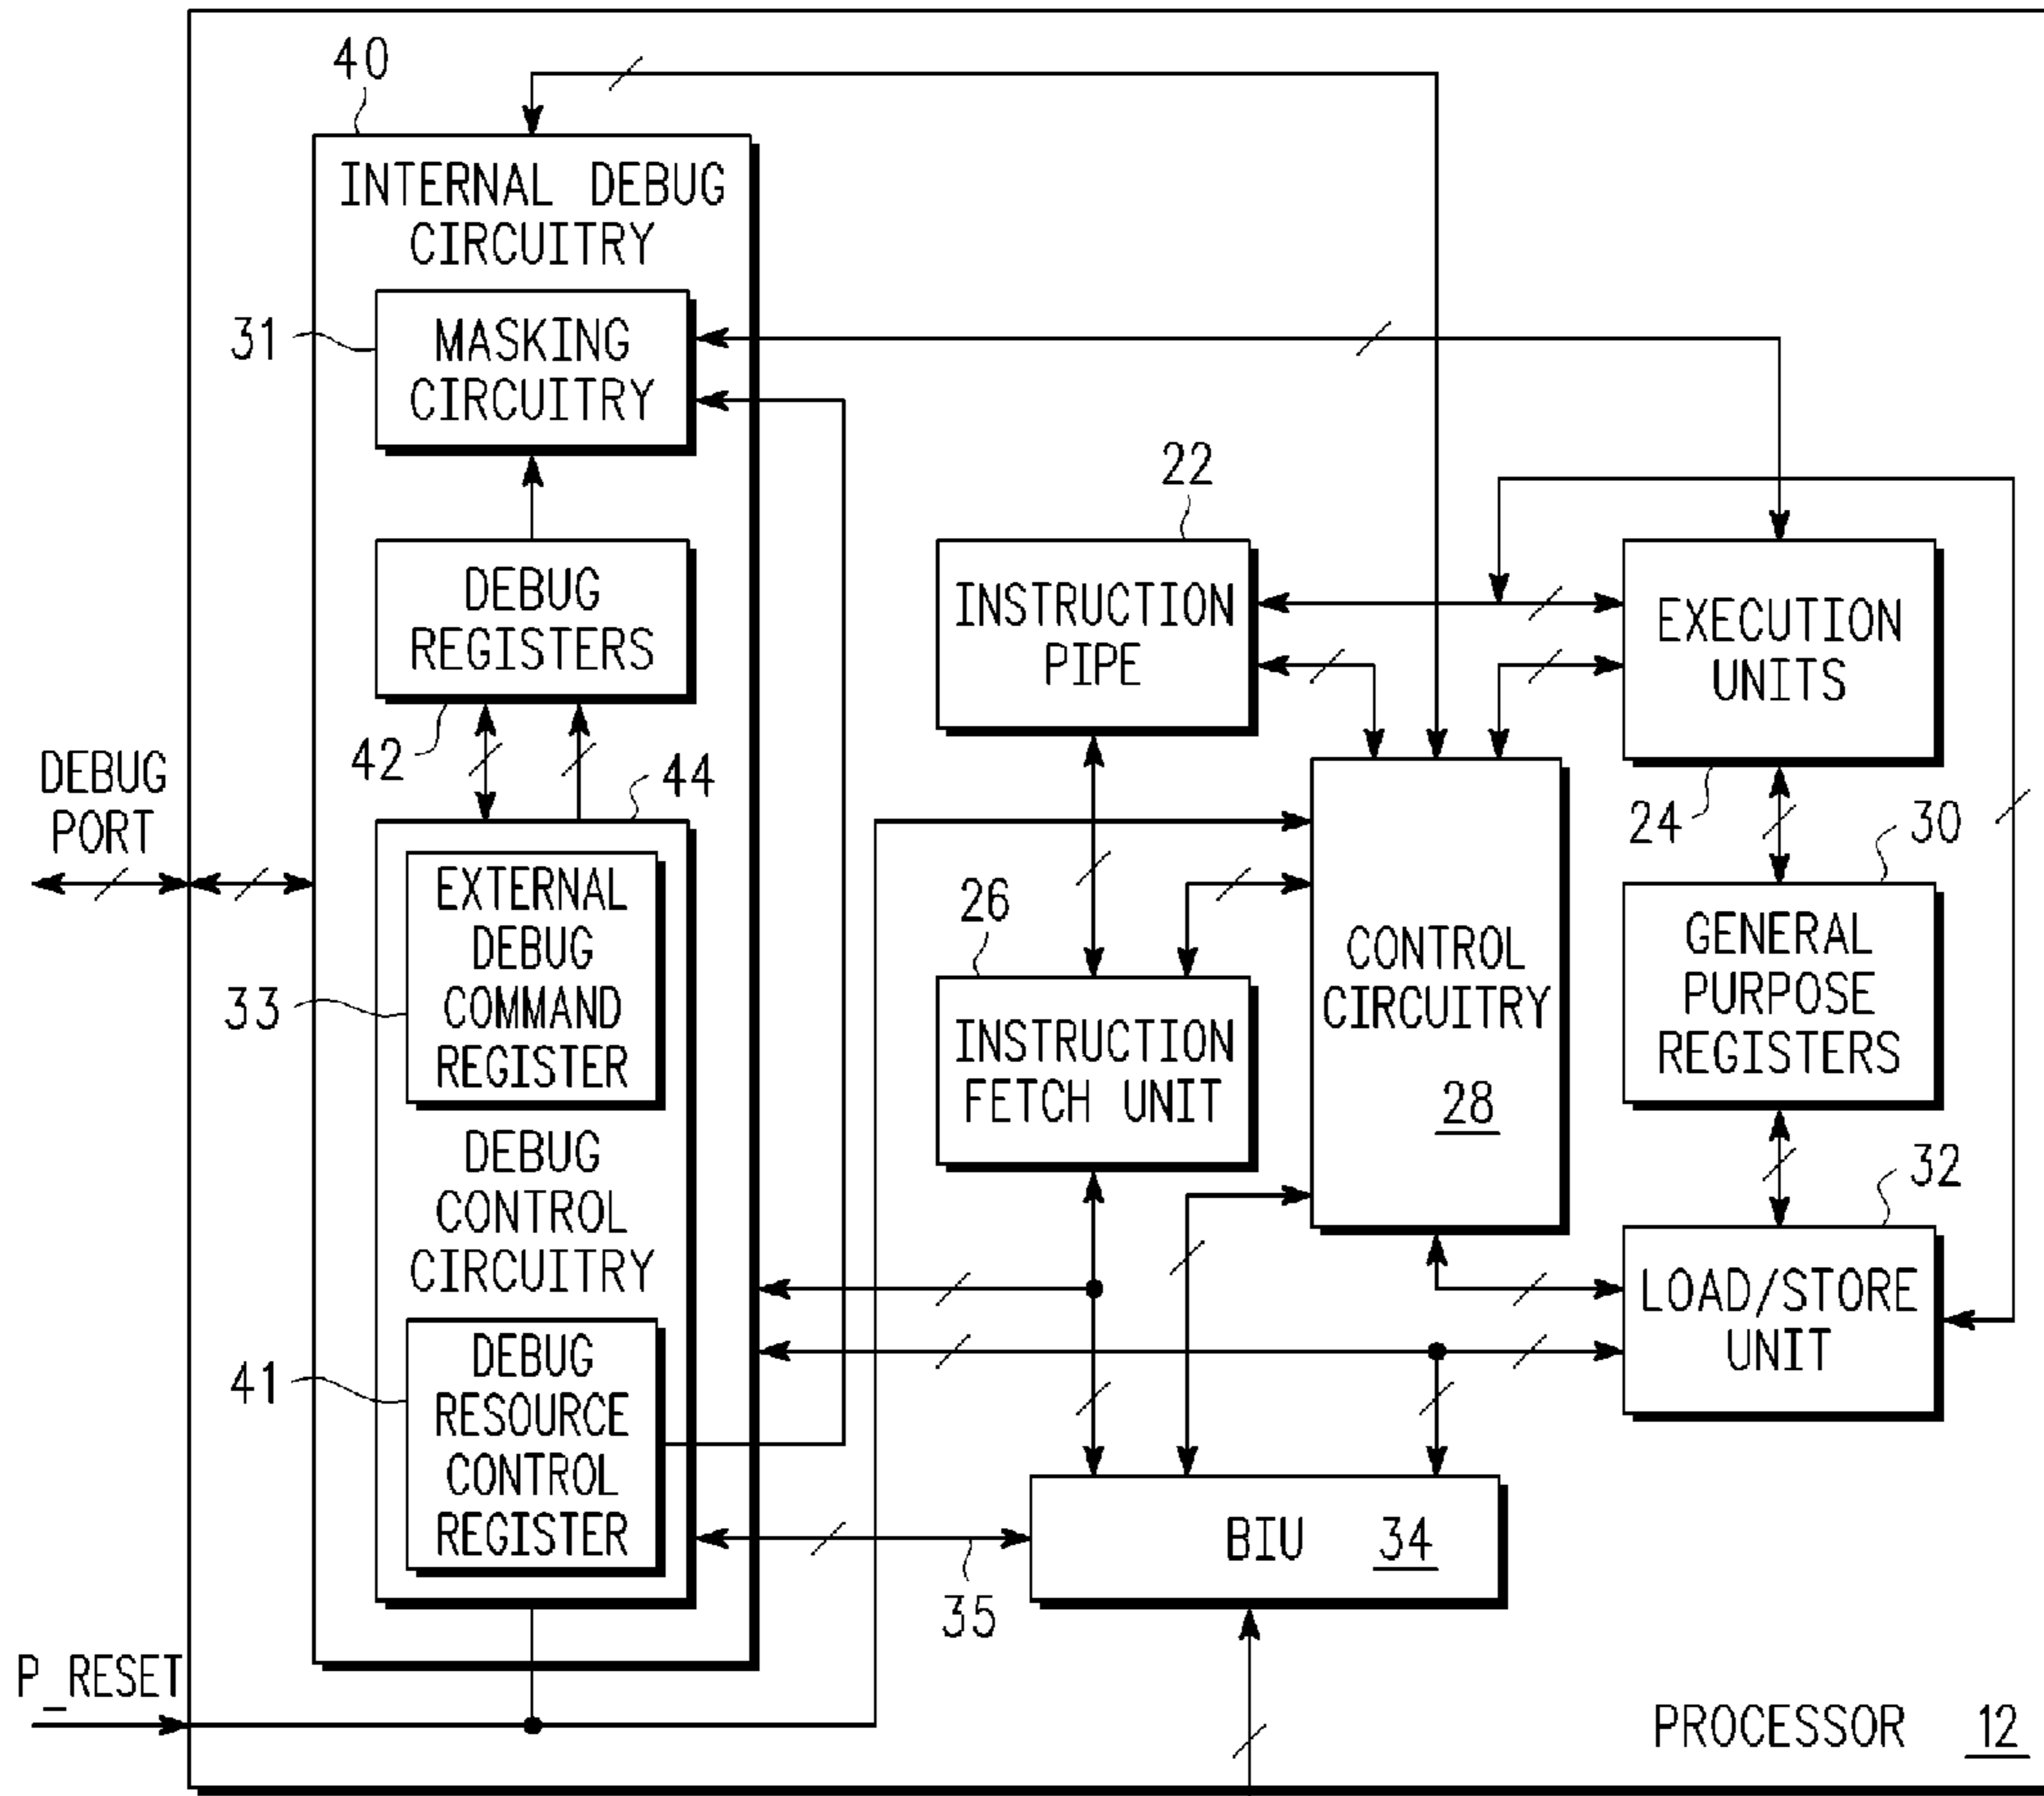 40
INTERNAL DEBUG
CIRCUITRY
31
MASKING
CIRCUITRY
22
DEBUG
REGISTERS
INSTRUCTION
PIPE
EXECUTION
UNITS
42
44
24
30
DEBUG
PORT
EXTERNAL
DEBUG
COMMAND
REGISTER
33
26
INSTRUCTION
FETCH UNIT
CONTROL
CIRCUITRY
28
GENERAL
PURPOSE
REGISTERS
DEBUG
CONTROL
CIRCUITRY
32
LOAD/STORE
UNIT
41
DEBUG
RESOURCE
CONTROL
REGISTER
35
BIU 34
P_RESET
PROCESSOR 12